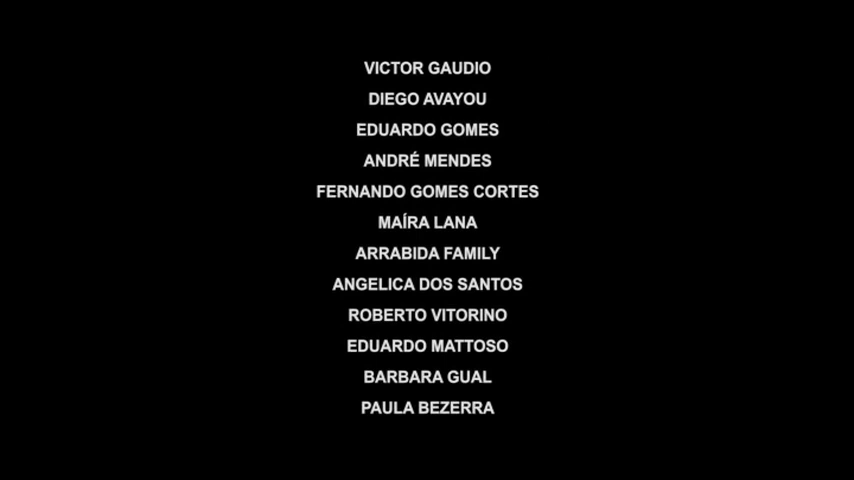 VICTOR GAUDIO
DIEGO AVAYOU
EDUARDO GOMES
ANDRÉ MENDES
FERNANDO GOMES CORTES
MAÍRA LANA
ARRABIDA FAMILY
ANGELICA DOS SANTOS
ROBERTO VITORINO
EDUARDO MATTOSO
BARBARA GUAL
PAULA BEZERRA